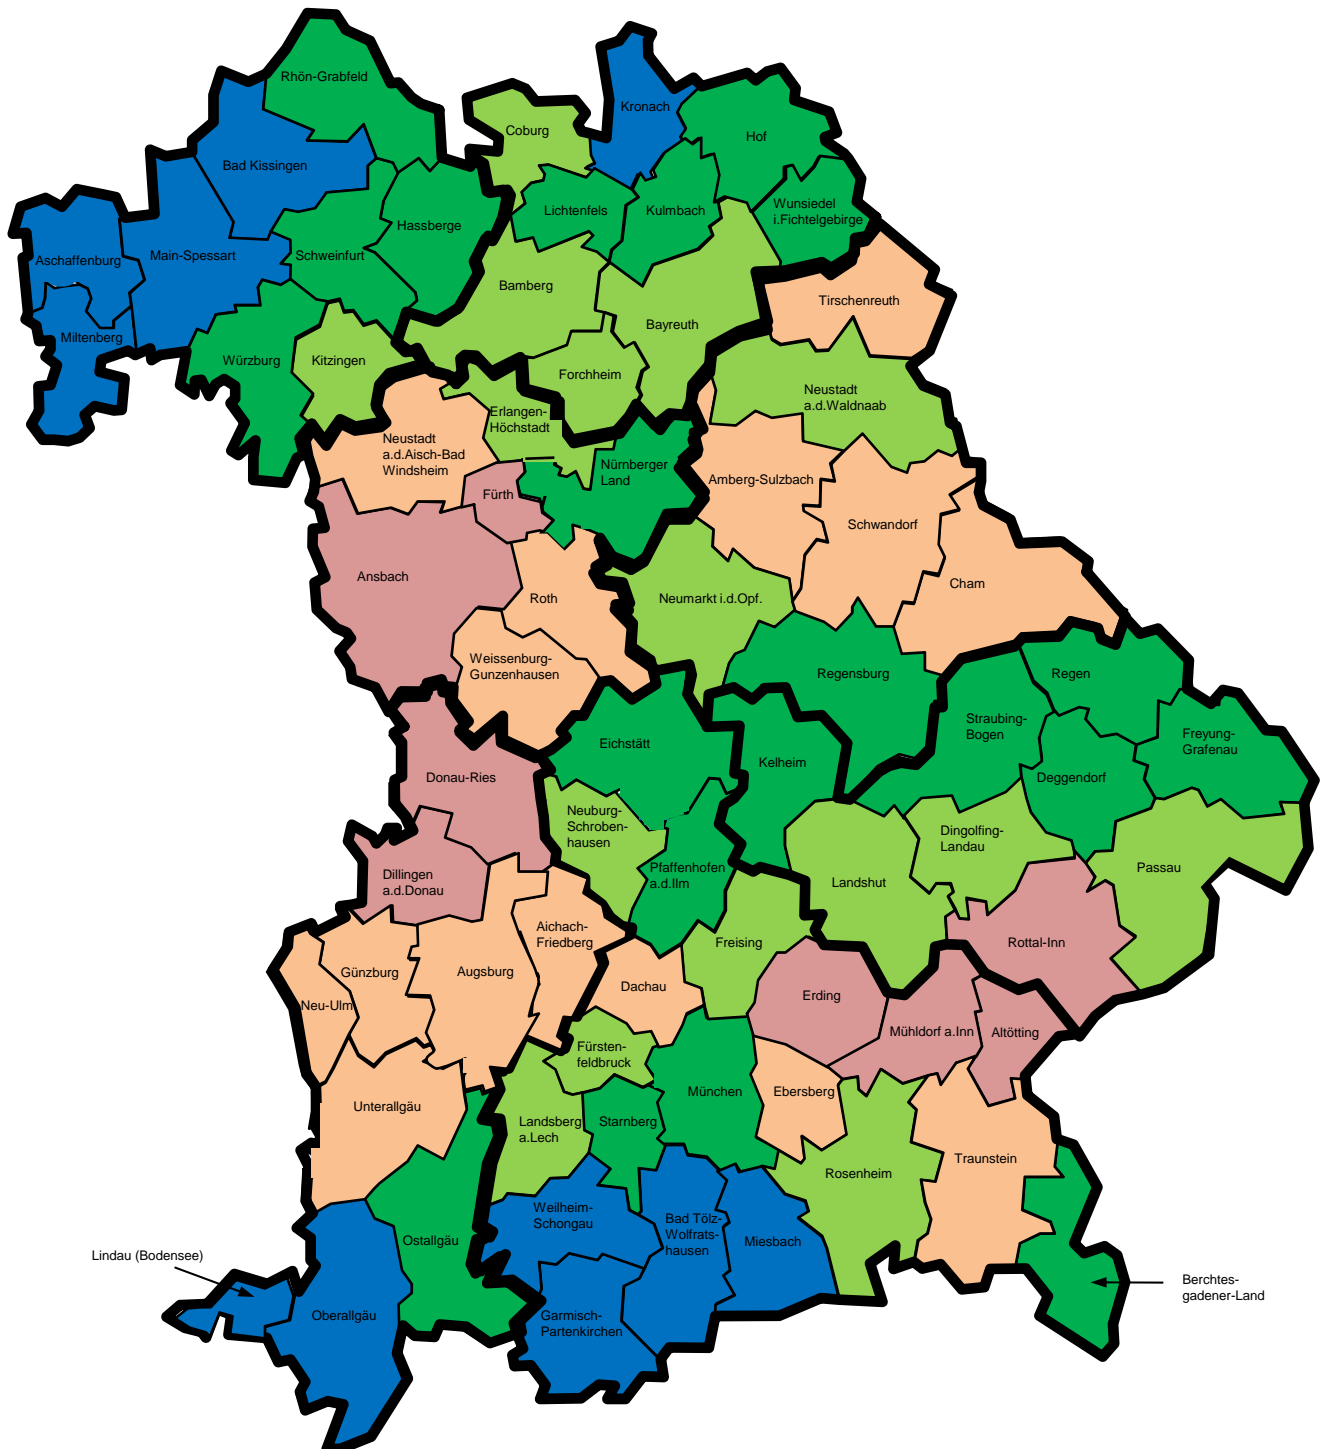 Rhön-Grabfeld
Kronach
Coburg
Hof
Bad Kissingen
Wunsiedel
i.Fichtelgebirge
Lichtenfels
Kulmbach
Hassberge
Aschaffenburg
Main-Spessart
Schweinfurt
Bamberg
Tirschenreuth
Bayreuth
Miltenberg
Würzburg
Kitzingen
Forchheim
Neustadt
a.d.Waldnaab
Erlangen-
Höchstadt
Neustadt
a.d.Aisch-Bad
Windsheim
Nürnberger
Land
Amberg-Sulzbach
Fürth
Schwandorf
Ansbach
Cham
Roth
Neumarkt i.d.Opf.
Weissenburg-
Gunzenhausen
Regensburg
Regen
Straubing-
Bogen
Freyung-
Grafenau
Eichstätt
Kelheim
Donau-Ries
Deggendorf
Neuburg-
Schroben-
hausen
Dingolfing-
Landau
Pfaffenhofen
a.d.Ilm
Passau
Dillingen
a.d.Donau
Landshut
Aichach-
Friedberg
Freising
Rottal-Inn
Günzburg
Augsburg
Dachau
Erding
Neu-Ulm
Mühldorf a.Inn
Altötting
Fürsten-
feldbruck
München
Ebersberg
Unterallgäu
Landsberg
a.Lech
Starnberg
Traunstein
Rosenheim
Weilheim-
Schongau
Bad Tölz-
Wolfrats-
hausen
Ostallgäu
Miesbach
Lindau (Bodensee)
Berchtes-
gadener-Land
Oberallgäu
Garmisch-
Partenkirchen